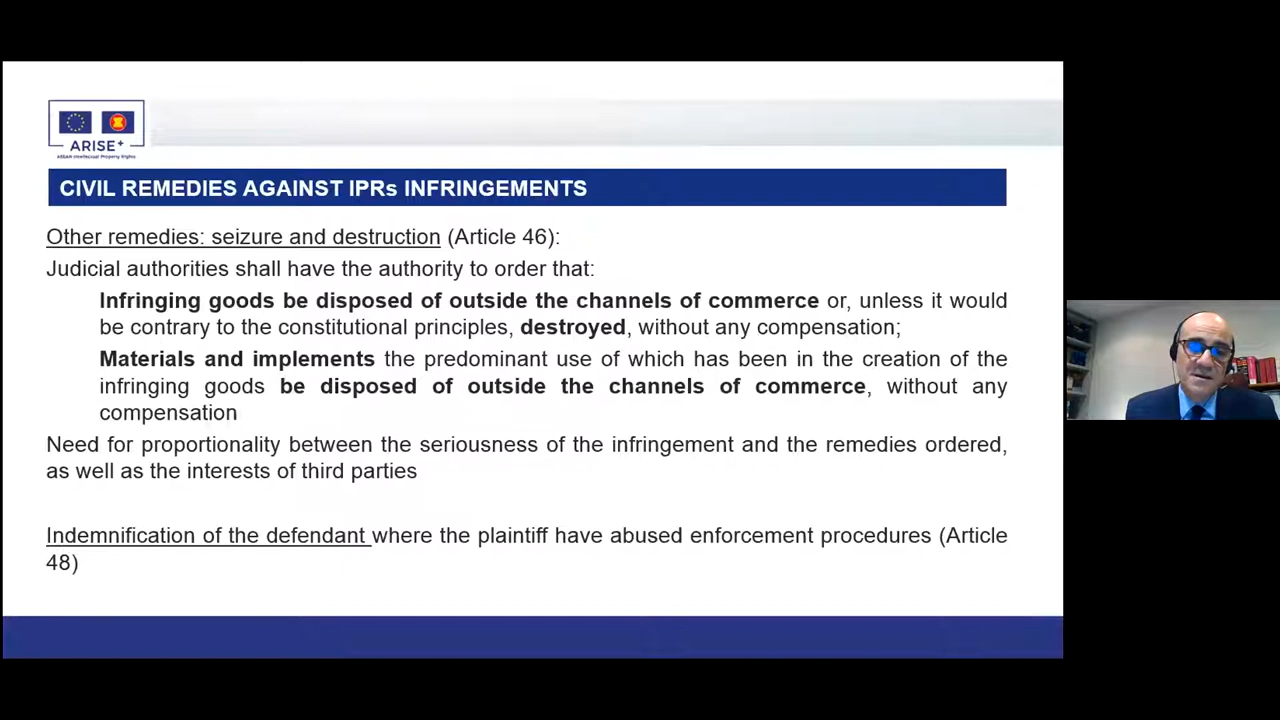 ARISE+
ASEAN Intellectual Property Rights
CIVIL REMEDIES AGAINST IPRs INFRINGEMENTS
Other remedies: seizure and destruction (Article 46):
Judicial authorities shall have the authority to order that:
Infringing goods be disposed of outside the channels of commerce or, unless it would
be contrary to the constitutional principles, destroyed, without any compensation;
Materials and implements the predominant use of which has been in the creation of the
infringing goods be disposed of outside the channels of commerce, without any
compensation
Need for proportionality between the seriousness of the infringement and the remedies ordered,
as well as the interests of third parties
Indemnification of the defendant where the plaintiff have abused enforcement procedures (Article
48)